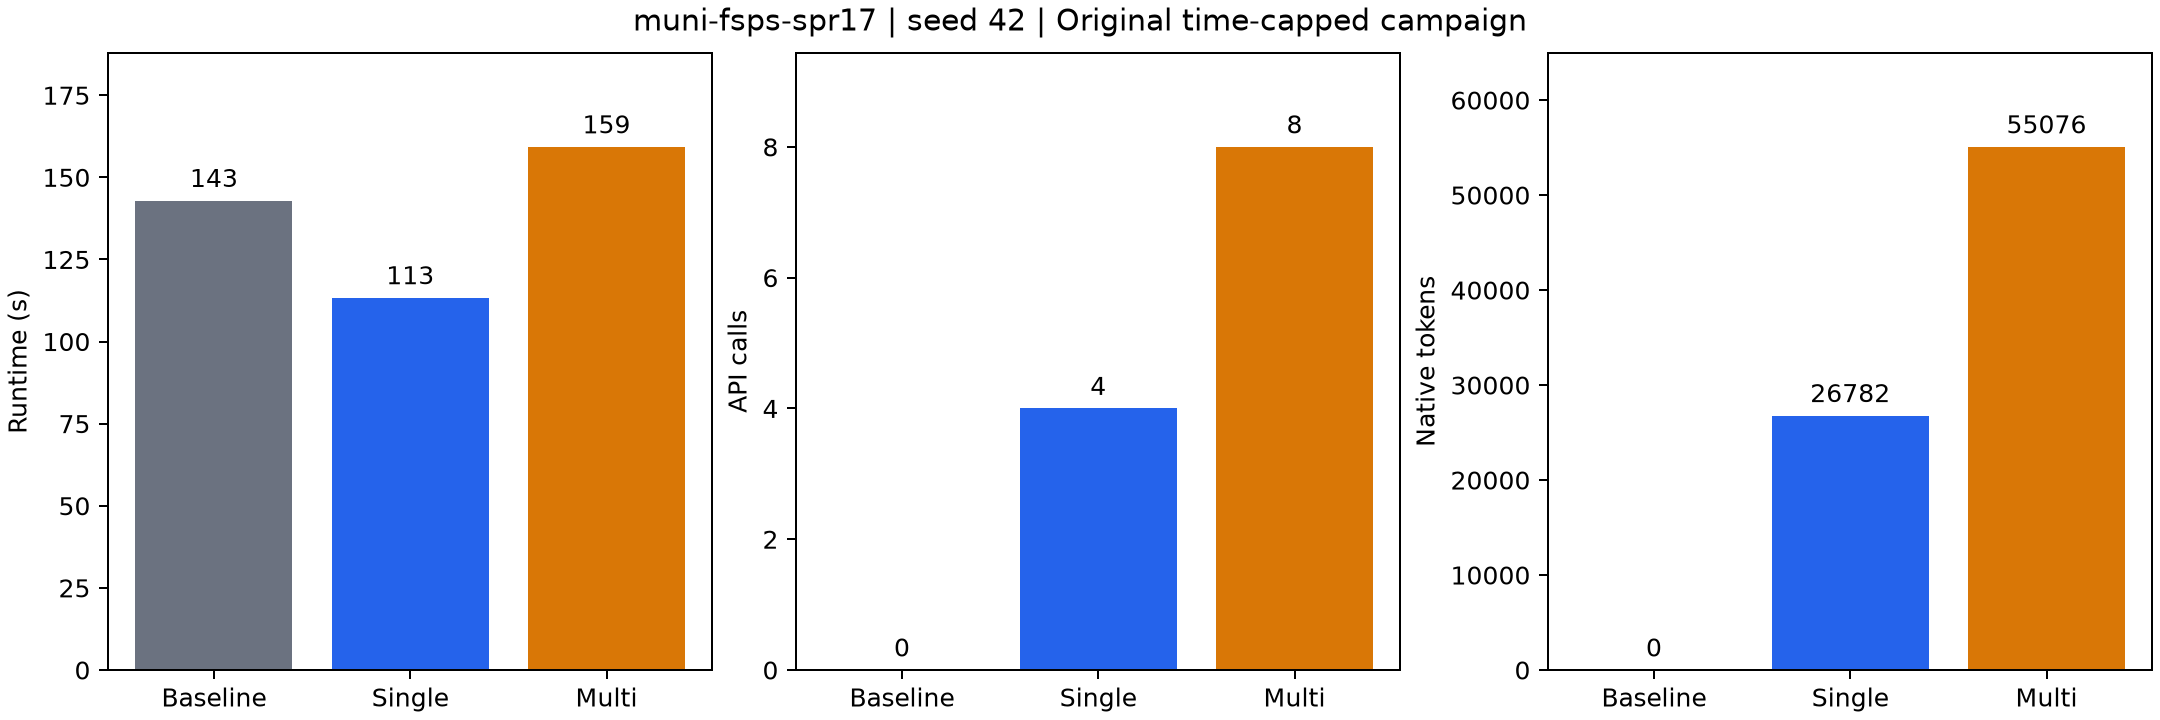 muni-fsps-spr17 | seed 42 | Original time-capped campaign
Runtime (s)
175
150
125
100
75
50
25
0
143
113
159
Baseline
Single
Multi
API calls
8
6
4
2
0
0
4
8
Baseline
Single
Multi
Native tokens
60000
50000
40000
30000
20000
10000
0
0
26782
55076
Baseline
Single
Multi